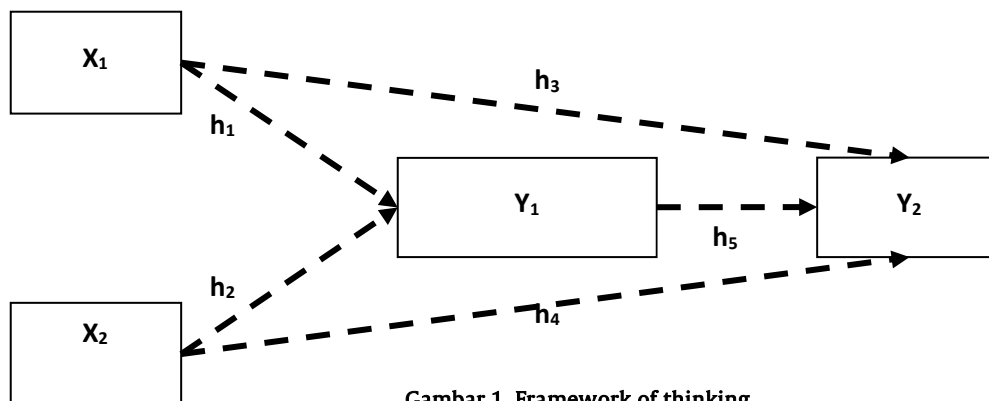 X₁
h₃
h₁
Y₁
Y₂
h₅
h₂
h₄
X₂
Gambar 1. Framework of thinking